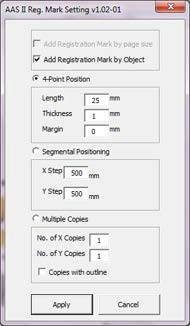 AAS II Reg. Mark Setting v1.02-01
Add Registration Mark by page size
Add Registration Mark by Object
4-Point Position
Length 25 mm
Thickness 1 mm
Margin 0 mm
Segmental Positioning
X Step 500 mm
Y Step 500 mm
Multiple Copies
No. of X Copies 1
No. of Y Copies 1
Copies with outline
Apply Cancel